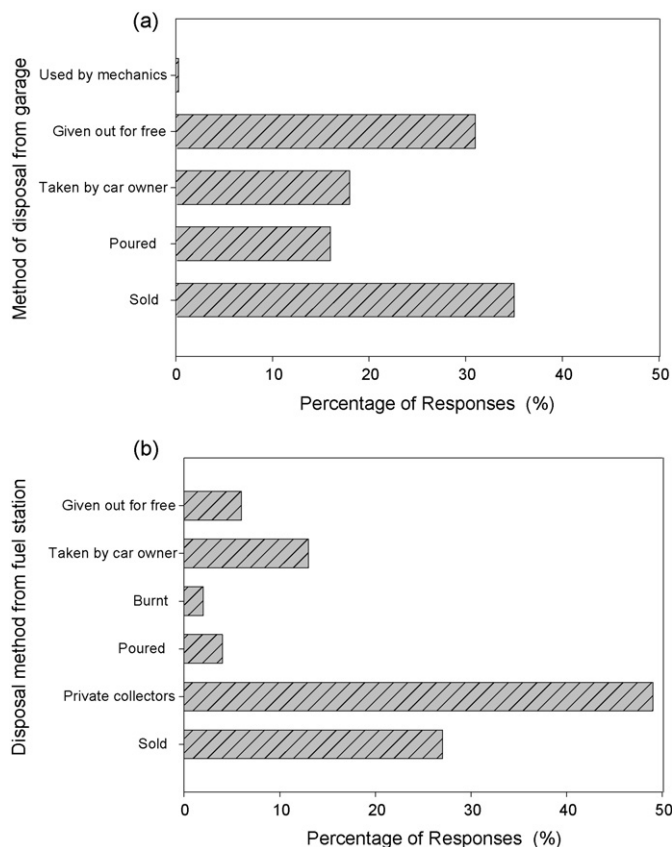 (a)
Method of disposal from garage
Used by mechanics
Given out for free
Taken by car owner
Poured
Sold
0 10 20 30 40 50
Percentage of Responses (%)
(b)
Disposal method from fuel station
Given out for free
Taken by car owner
Burnt
Poured
Private collectors
Sold
0 10 20 30 40 50
Percentage of Responses (%)